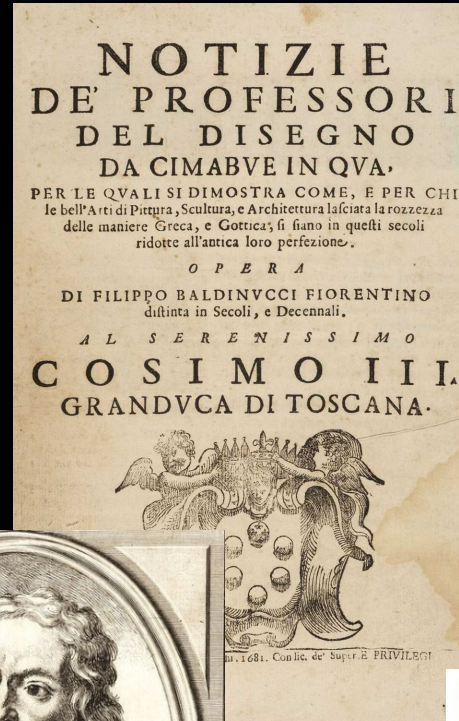 NOTIZIE
DE' PROFESSORI
DEL DISEGNO
DA CIMABVE IN QVA,
PER LE QVALI SI DIMOSTRA COME, E PER CHI
le bell'Arti di Pittura, Scultura, e Architettura laſciata la rozzezza
delle maniere Greca, e Gottica, ſi ſiano in queſti ſecoli
ridotte all'antica loro perfezione.
OPERA
DI FILIPPO BALDINVCCI FIORENTINO
diſtinta in Secoli, e Decennali.
AL SERENISSIMO
COSIMO III.
GRANDVCA DI TOSCANA.
1681. Con lic. de' Super. E PRIVILEGI